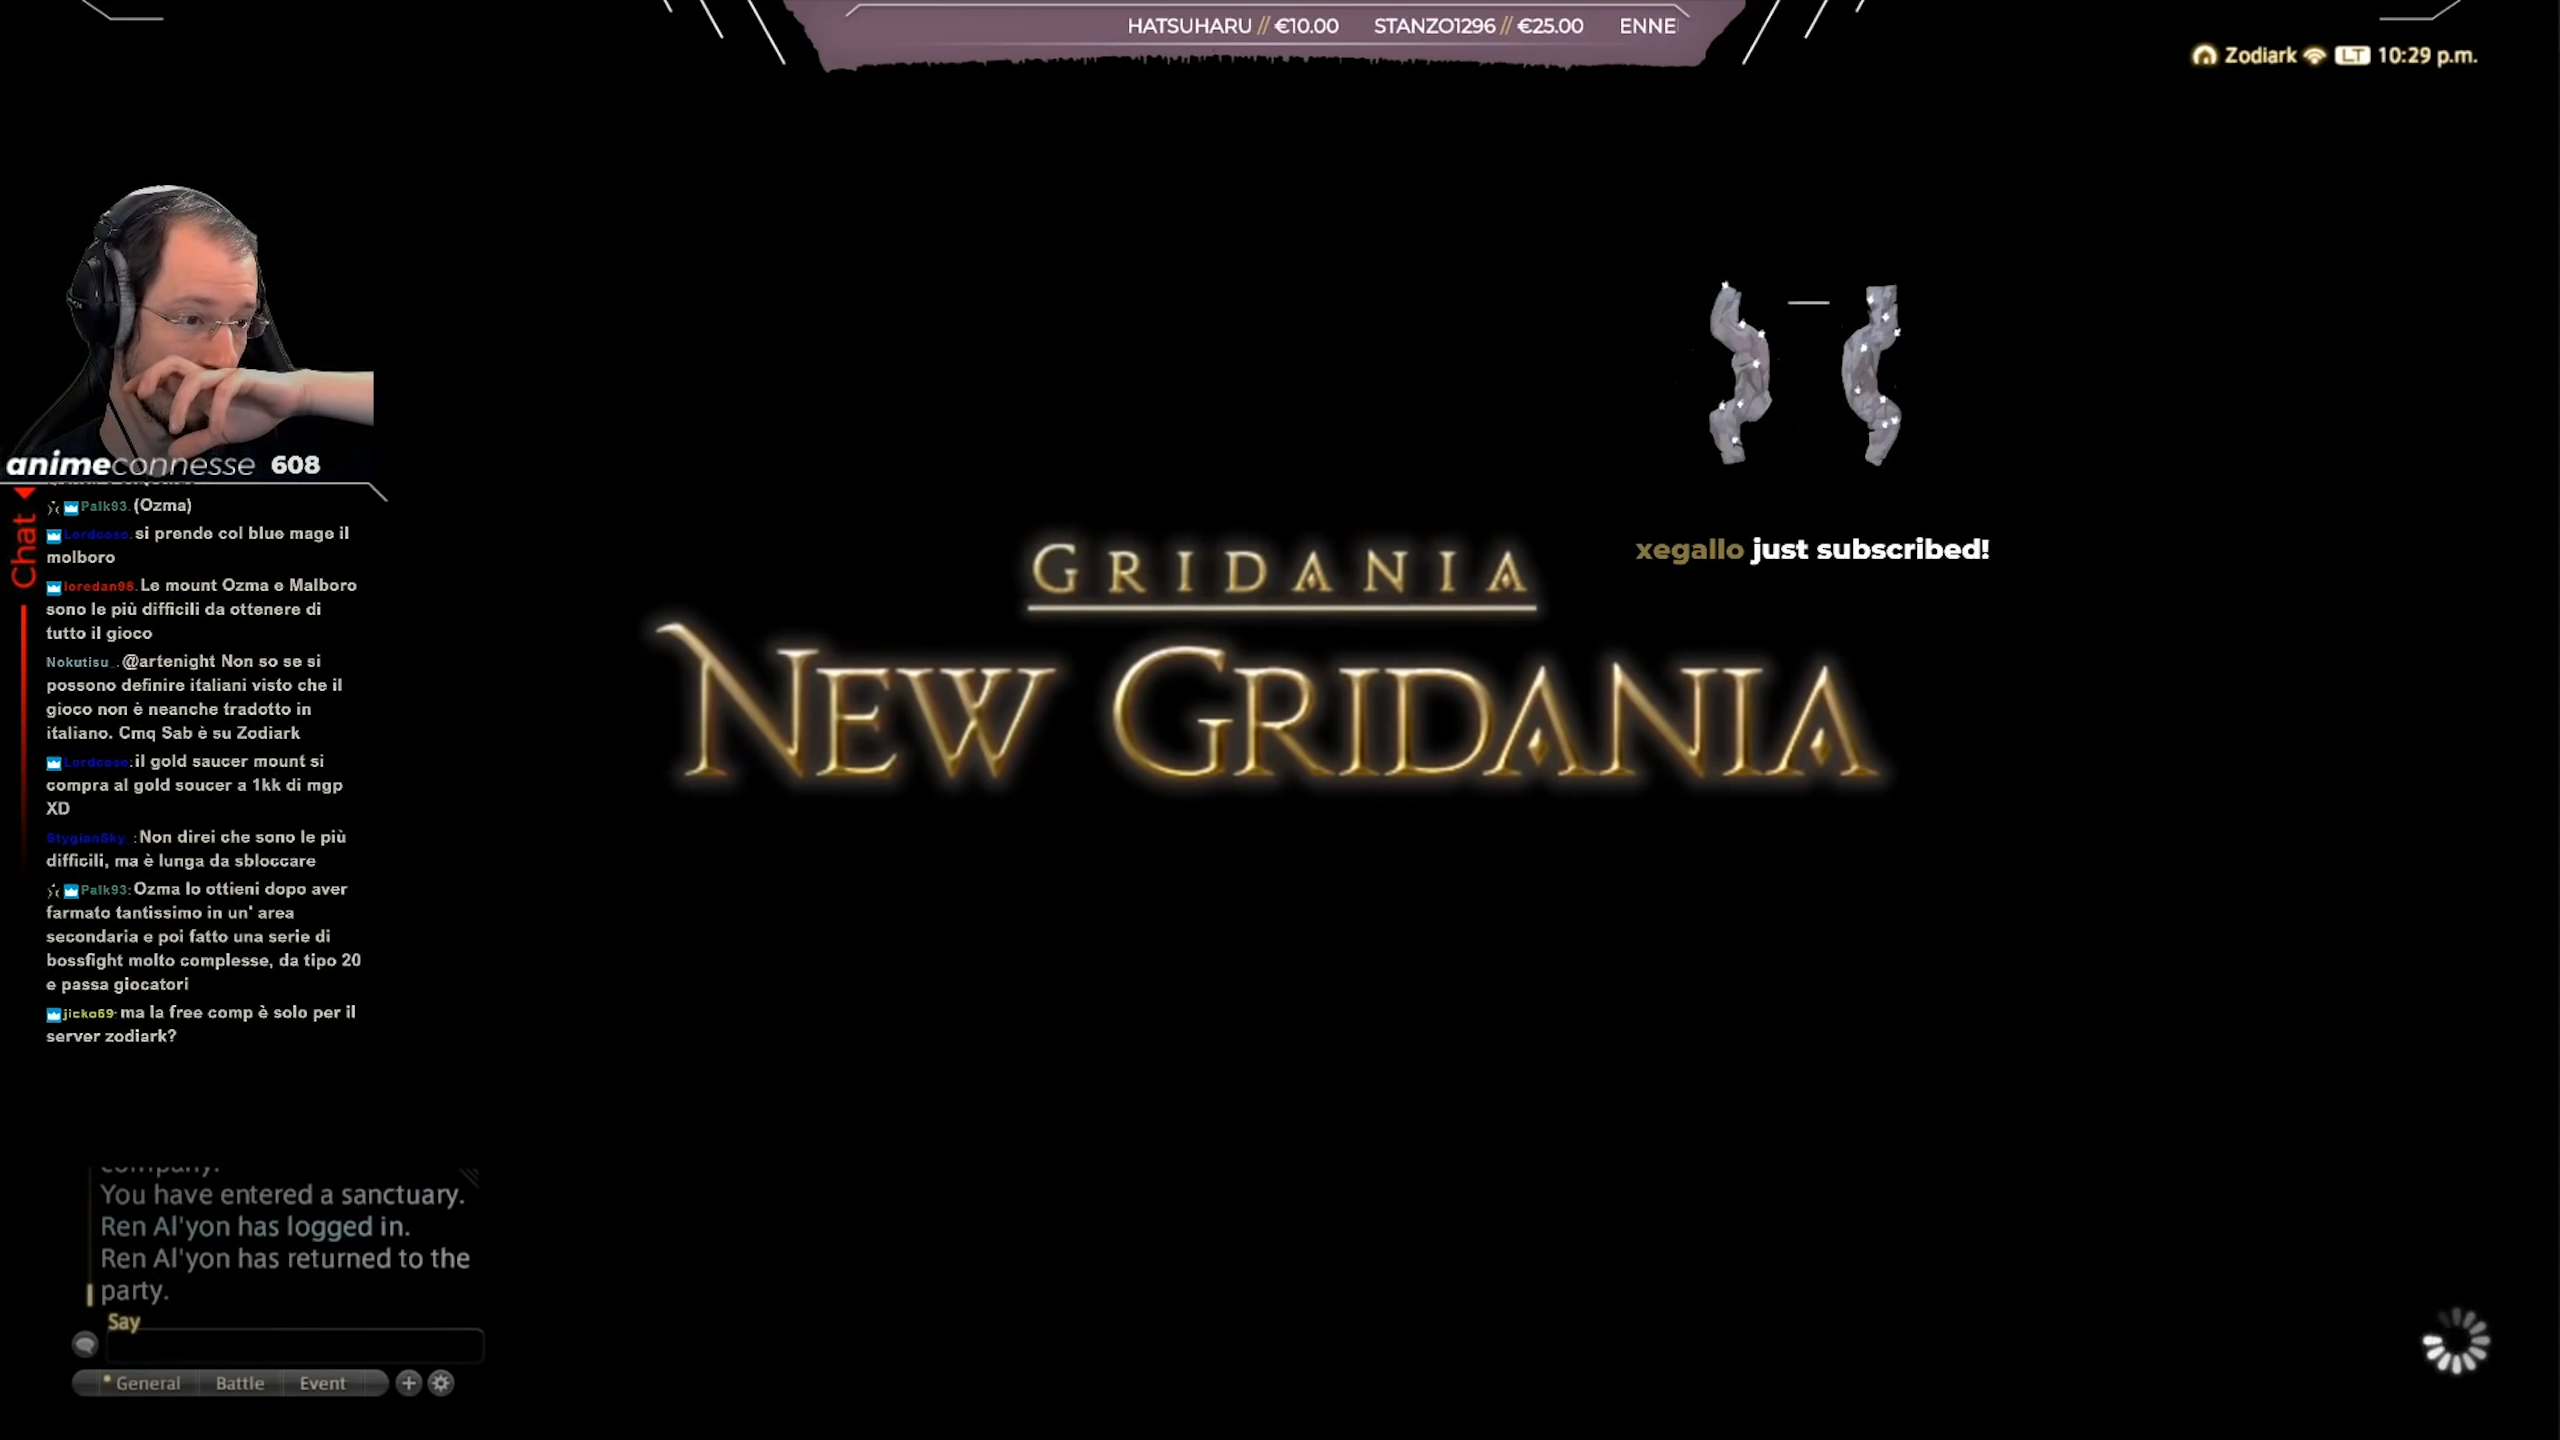 HATSUHARU // €10.00 STANZO1296 // €25.00 ENNE
Zodiark LT 10:29 p.m.
animeconnesse 608
Chat
Palk93. (Ozma)
Lordcoso. si prende col blue mage il
molboro
loredan98. Le mount Ozma e Malboro
sono le più difficili da ottenere di
tutto il gioco
Nokutisu_. @artenight Non so se si
possono definire italiani visto che il
gioco non è neanche tradotto in
italiano. Cmq Sab è su Zodiark
Lordcoso: il gold saucer mount si
compra al gold soucer a 1kk di mgp
XD
StygianSky_: Non direi che sono le più
difficili, ma è lunga da sbloccare
Palk93: Ozma lo ottieni dopo aver
farmato tantissimo in un' area
secondaria e poi fatto una serie di
bossfight molto complesse, da tipo 20
e passa giocatori
jicko69: ma la free comp è solo per il
server zodiark?
xegallo just subscribed!
GRIDANIA
NEW GRIDANIA
company.
You have entered a sanctuary.
Ren Al'yon has logged in.
Ren Al'yon has returned to the
party.
Say
General Battle Event